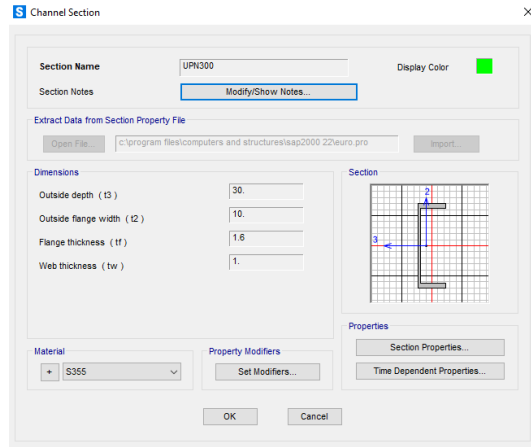 S Channel Section
Section Name UPN300 Display Color
Section Notes Modify/Show Notes...
Extract Data from Section Property File
Open File... c:\program files\computers and structures\sap2000 22\euro.pro Import...
Dimensions
Outside depth ( t3 ) 30.
Outside flange width ( t2 ) 10.
Flange thickness ( tf ) 1.6
Web thickness ( tw ) 1.
Section
2
3
Properties
Section Properties...
Time Dependent Properties...
Material
+ S355
Property Modifiers
Set Modifiers...
OK Cancel